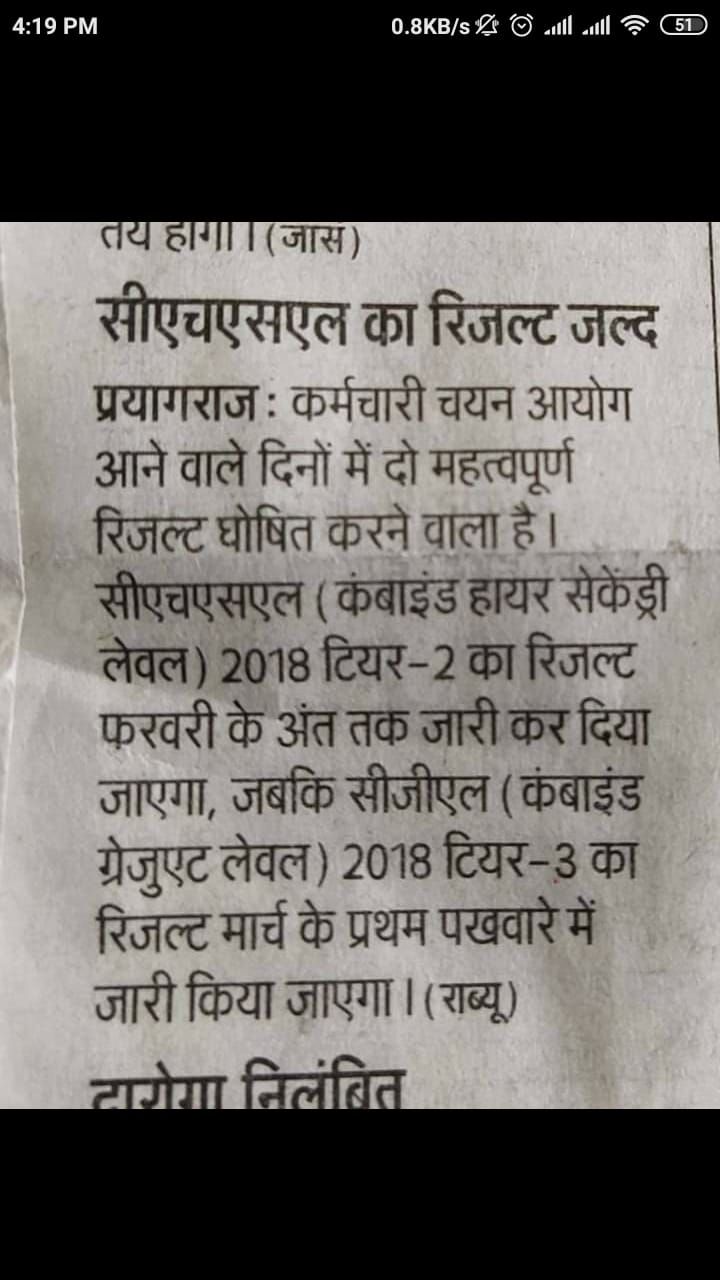 4:19 PM 0.8KB/s 51
तय होगा। (जासं)
सीएचएसएल का रिजल्ट जल्द
प्रयागराज : कर्मचारी चयन आयोग
आने वाले दिनों में दो महत्वपूर्ण
रिजल्ट घोषित करने वाला है।
सीएचएसएल (कंबाइंड हायर सेकेंड्री
लेवल) 2018 टियर-2 का रिजल्ट
फरवरी के अंत तक जारी कर दिया
जाएगा, जबकि सीजीएल (कंबाइंड
ग्रेजुएट लेवल) 2018 टियर-3 का
रिजल्ट मार्च के प्रथम पखवारे में
जारी किया जाएगा। (राब्यू)
दारोगा निलंबित